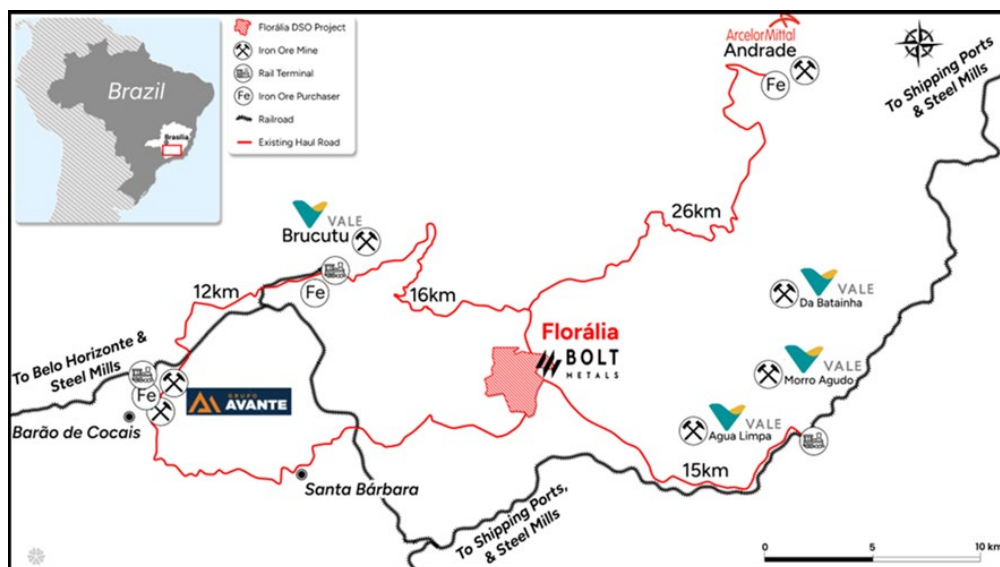 Brazil
Brasília
Florália DSO Project
Iron Ore Mine
Rail Terminal
Fe
Iron Ore Purchaser
Railroad
Existing Haul Road
ArcelorMittal
Andrade
Fe
To Shipping Ports
& Steel Mills
VALE
Brucutu
26km
12km
Fe
16km
VALE
Da Batainha
Florália
BOLT
METALS
To Belo Horizonte &
Steel Mills
VALE
Morro Agudo
Fe
GRUPO
AVANTE
Barão de Cocais
VALE
Agua Limpa
15km
Santa Bárbara
To Shipping Ports,
& Steel Mills
0 5 10 km